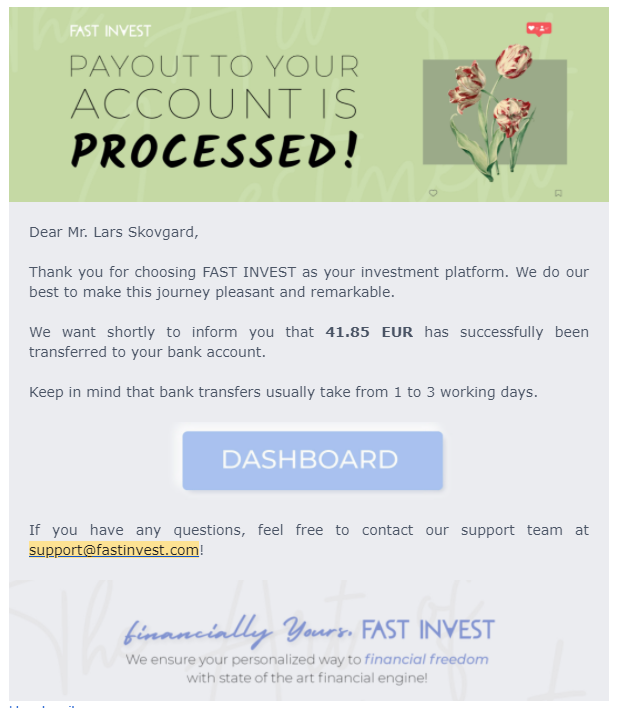 FAST INVEST
PAYOUT TO YOUR
ACCOUNT IS
PROCESSED!
Dear Mr. Lars Skovgard,
Thank you for choosing FAST INVEST as your investment platform. We do our
best to make this journey pleasant and remarkable.
We want shortly to inform you that 41.85 EUR has successfully been
transferred to your bank account.
Keep in mind that bank transfers usually take from 1 to 3 working days.
DASHBOARD
If you have any questions, feel free to contact our support team at
support@fastinvest.com!
financially Yours, FAST INVEST
We ensure your personalized way to financial freedom
with state of the art financial engine!